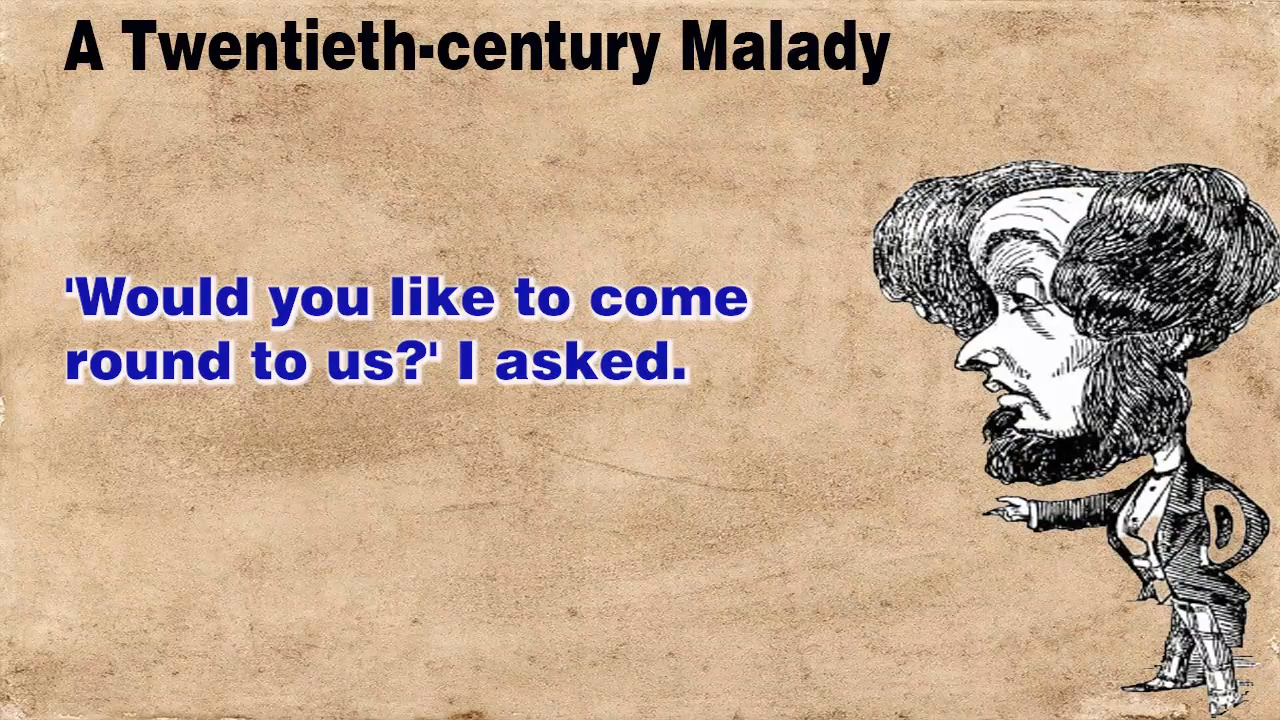 A Twentieth-century Malady
'Would you like to come
round to us?' I asked.